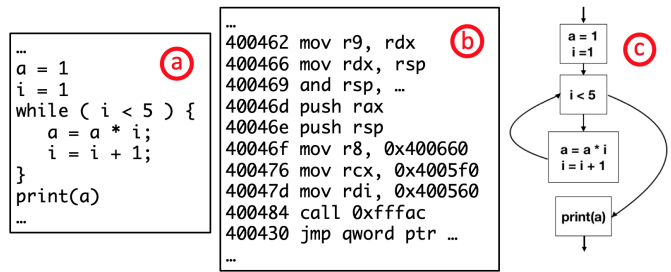 …
a = 1
i = 1
while ( i < 5 ) {
a = a * i;
i = i + 1;
}
print(a)
…
a
…
400462 mov r9, rdx
400466 mov rdx, rsp
400469 and rsp, …
40046d push rax
40046e push rsp
40046f mov r8, 0x400660
400476 mov rcx, 0x4005f0
40047d mov rdi, 0x400560
400484 call 0xfffac
400430 jmp qword ptr …
…
b
a = 1
i =1
i < 5
a = a * i
i = i + 1
print(a)
c